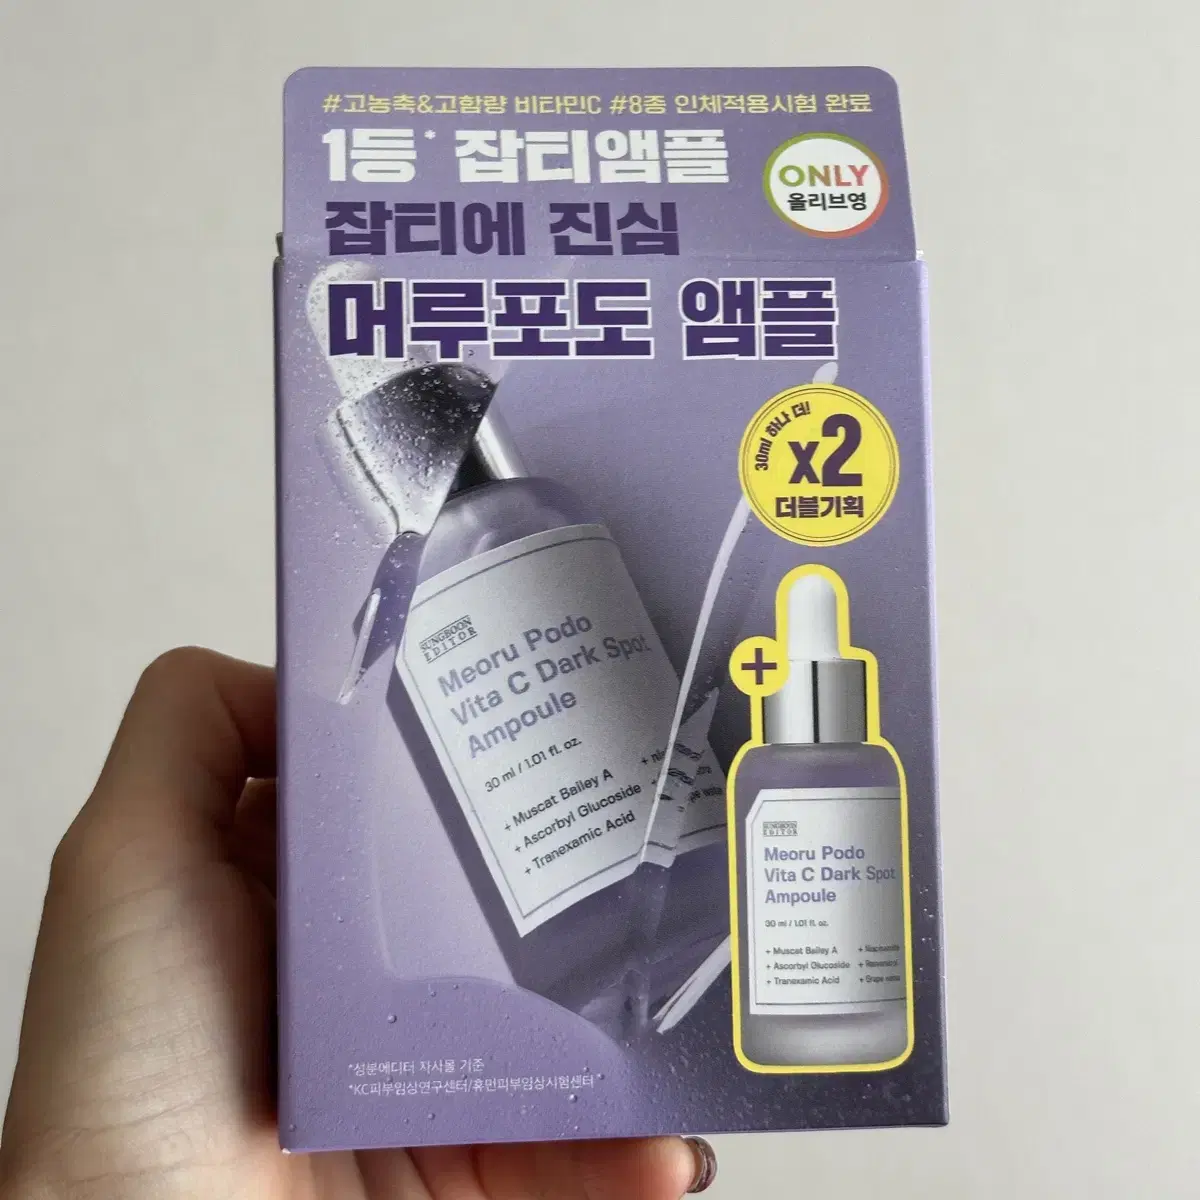 #고농축&고함량 비타민C #8종 인체적용시험 완료
1등* 잡티앰플
ONLY
올리브영
잡티에 진심
머루포도 앰플
30ml 하나 더!
x2
더블기획
SUNGBOON
EDITOR
Meoru Podo
Vita C Dark Spot
Ampoule
30 ml / 1.01 fl. oz.
+ Muscat Bailey A
+ Ascorbyl Glucoside
+ Tranexamic Acid
+
SUNGBOON
EDITOR
Meoru Podo
Vita C Dark Spot
Ampoule
30 ml / 1.01 fl. oz.
+ Muscat Bailey A + Niacinamide
+ Ascorbyl Glucoside + Resveratrol
+ Tranexamic Acid + Grape
*성분에디터 자사몰 기준
*KC피부임상연구센터/휴먼피부임상시험센터